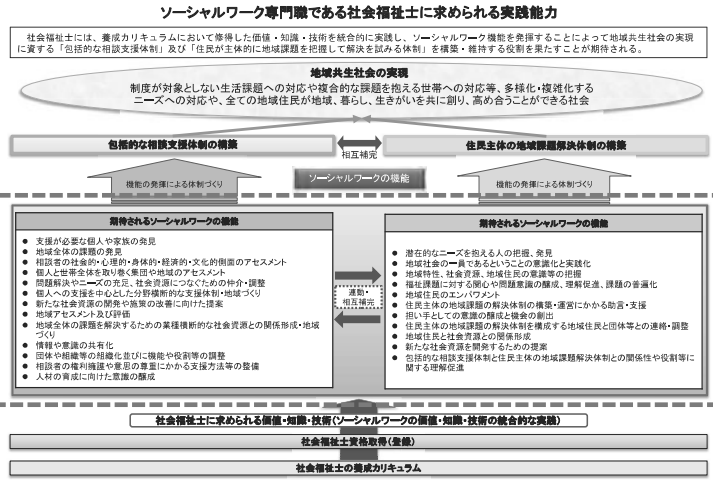 ソーシャルワーク専門職である社会福祉士に求められる実践能力
社会福祉士には、養成カリキュラムにおいて修得した価値・知識・技術を統合的に実践し、ソーシャルワーク機能を発揮することによって地域共生社会の実現
に資する「包括的な相談支援体制」及び「住民が主体的に地域課題を把握して解決を試みる体制」を構築・維持する役割を果たすことが期待される。
地域共生社会の実現
制度が対象としない生活課題への対応や複合的な課題を抱える世帯への対応等、多様化・複雑化する
ニーズへの対応や、全ての地域住民が地域、暮らし、生きがいを共に創り、高め合うことができる社会
包括的な相談支援体制の構築
相互補完
住民主体の地域課題解決体制の構築
機能の発揮による体制づくり
ソーシャルワークの機能
機能の発揮による体制づくり
期待されるソーシャルワークの機能
● 支援が必要な個人や家族の発見
● 地域全体の課題の発見
● 相談者の社会的・心理的・身体的・経済的・文化的側面のアセスメント
● 個人と世帯全体を取り巻く集団や地域のアセスメント
● 問題解決やニーズの充足、社会資源につなぐための仲介・調整
● 個人への支援を中心とした分野横断的な支援体制・地域づくり
● 新たな社会資源の開発や施策の改善に向けた提案
● 地域アセスメント及び評価
● 地域全体の課題を解決するための業種横断的な社会資源との関係形成・地域
づくり
● 情報や意識の共有化
● 団体や組織等の組織化並びに機能や役割等の調整
● 相談者の権利擁護や意思の尊重にかかる支援方法等の整備
● 人材の育成に向けた意識の醸成
連動・
相互補完
期待されるソーシャルワークの機能
● 潜在的なニーズを抱える人の把握、発見
● 地域社会の一員であるということの意識化と実践化
● 地域特性、社会資源、地域住民の意識等の把握
● 福祉課題に対する関心や問題意識の醸成、理解促進、課題の普遍化
● 地域住民のエンパワメント
● 住民主体の地域課題の解決体制の構築・運営にかかる助言・支援
● 担い手としての意識の醸成と機会の創出
● 住民主体の地域課題の解決体制を構成する地域住民と団体等との連絡・調整
● 地域住民と社会資源との関係形成
● 新たな社会資源を開発するための提案
● 包括的な相談支援体制と住民主体の地域課題解決体制との関係性や役割等に
関する理解促進
社会福祉士に求められる価値・知識・技術（ソーシャルワークの価値・知識・技術の統合的な実践）
社会福祉士資格取得（登録）
社会福祉士の養成カリキュラム